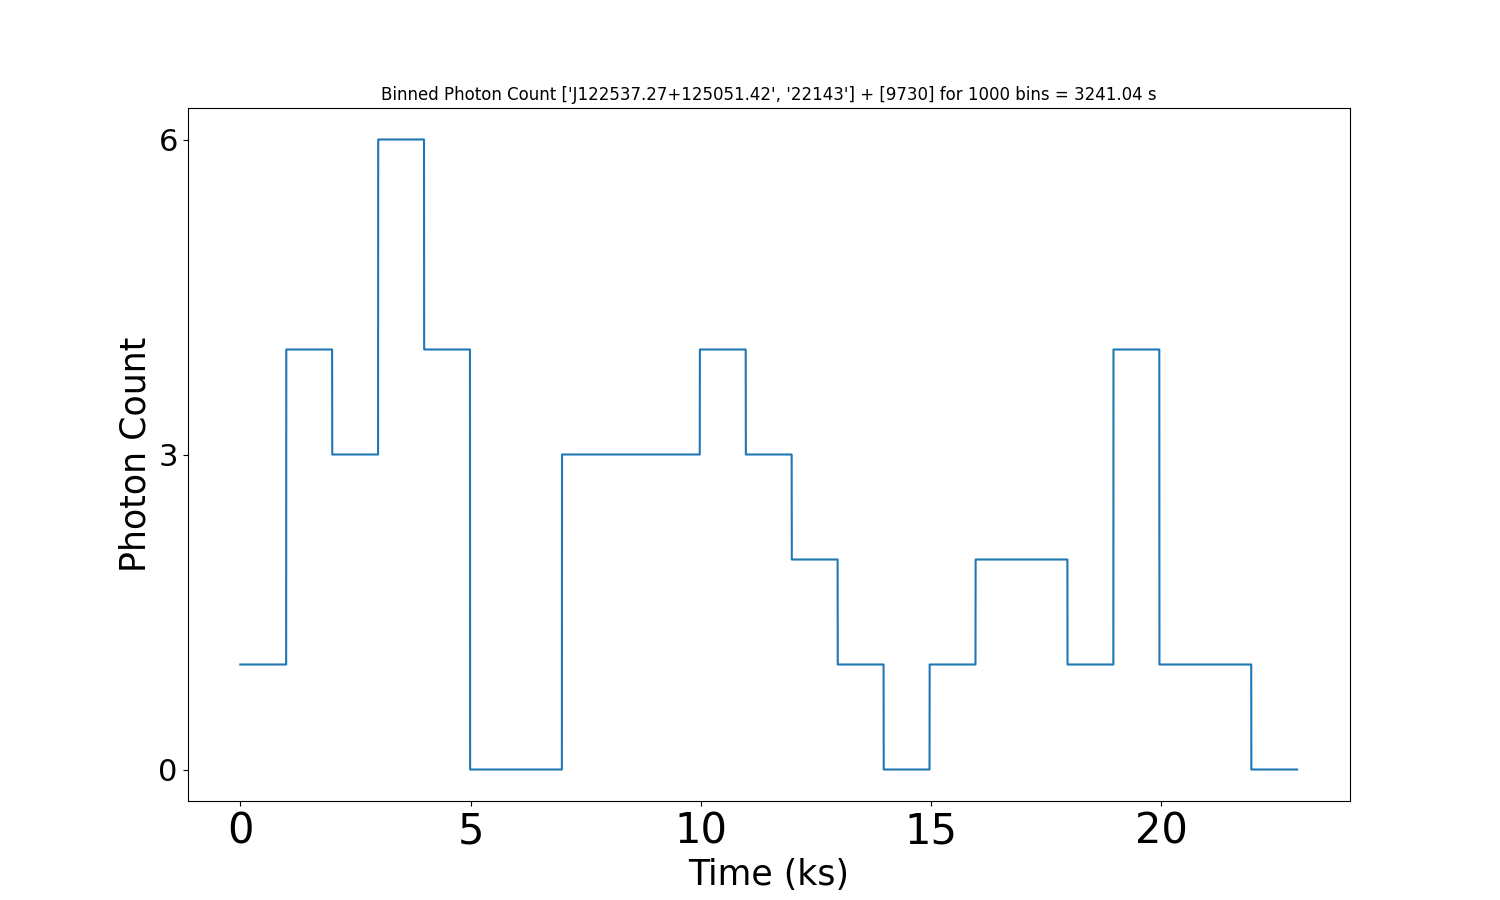 Binned Photon Count ['J122537.27+125051.42', '22143'] + [9730] for 1000 bins = 3241.04 s
6
3
0
Photon Count
0 5 10 15 20
Time (ks)